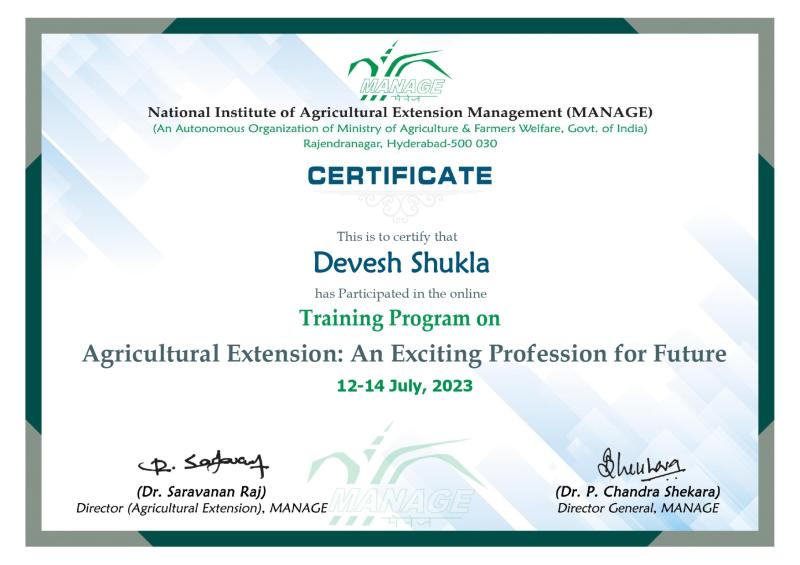 MANAGE
मैनेज
National Institute of Agricultural Extension Management (MANAGE)
(An Autonomous Organization of Ministry of Agriculture & Farmers Welfare, Govt. of India)
Rajendranagar, Hyderabad-500 030
CERTIFICATE
This is to certify that
Devesh Shukla
has Participated in the online
Training Program on
Agricultural Extension: An Exciting Profession for Future
12-14 July, 2023
(Dr. Saravanan Raj)
Director (Agricultural Extension), MANAGE
MANAGE
मैनेज
(Dr. P. Chandra Shekara)
Director General, MANAGE